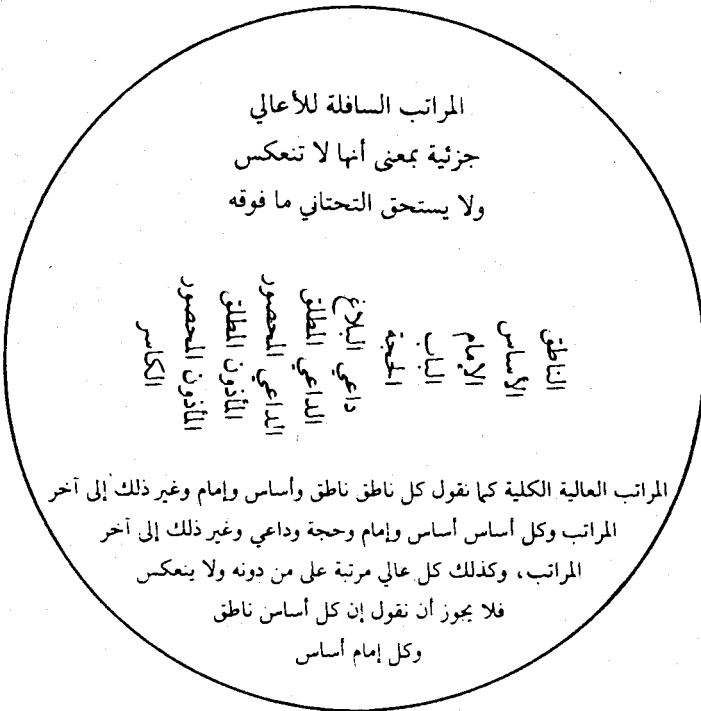 المراتب السافلة للأعالي
جزئية بمعنى أنها لا تنعكس
ولا يستحق التحتاني ما فوقه
الناطق
الأساس
الإمام
الباب
الحجة
داعي البلاغ
الداعي المطلق
الداعي المحصور
المأذون المطلق
المأذون المحصور
الكاسر
المراتب العالية الكلية كما نقول كل ناطق ناطق وأساس وإمام وغير ذلك إلى آخر
المراتب وكل أساس أساس وإمام وحجة وداعي وغير ذلك إلى آخر
المراتب، وكذلك كل عالي مرتبة على من دونه ولا ينعكس
فلا يجوز أن نقول إن كل أساس ناطق
وكل إمام أساس